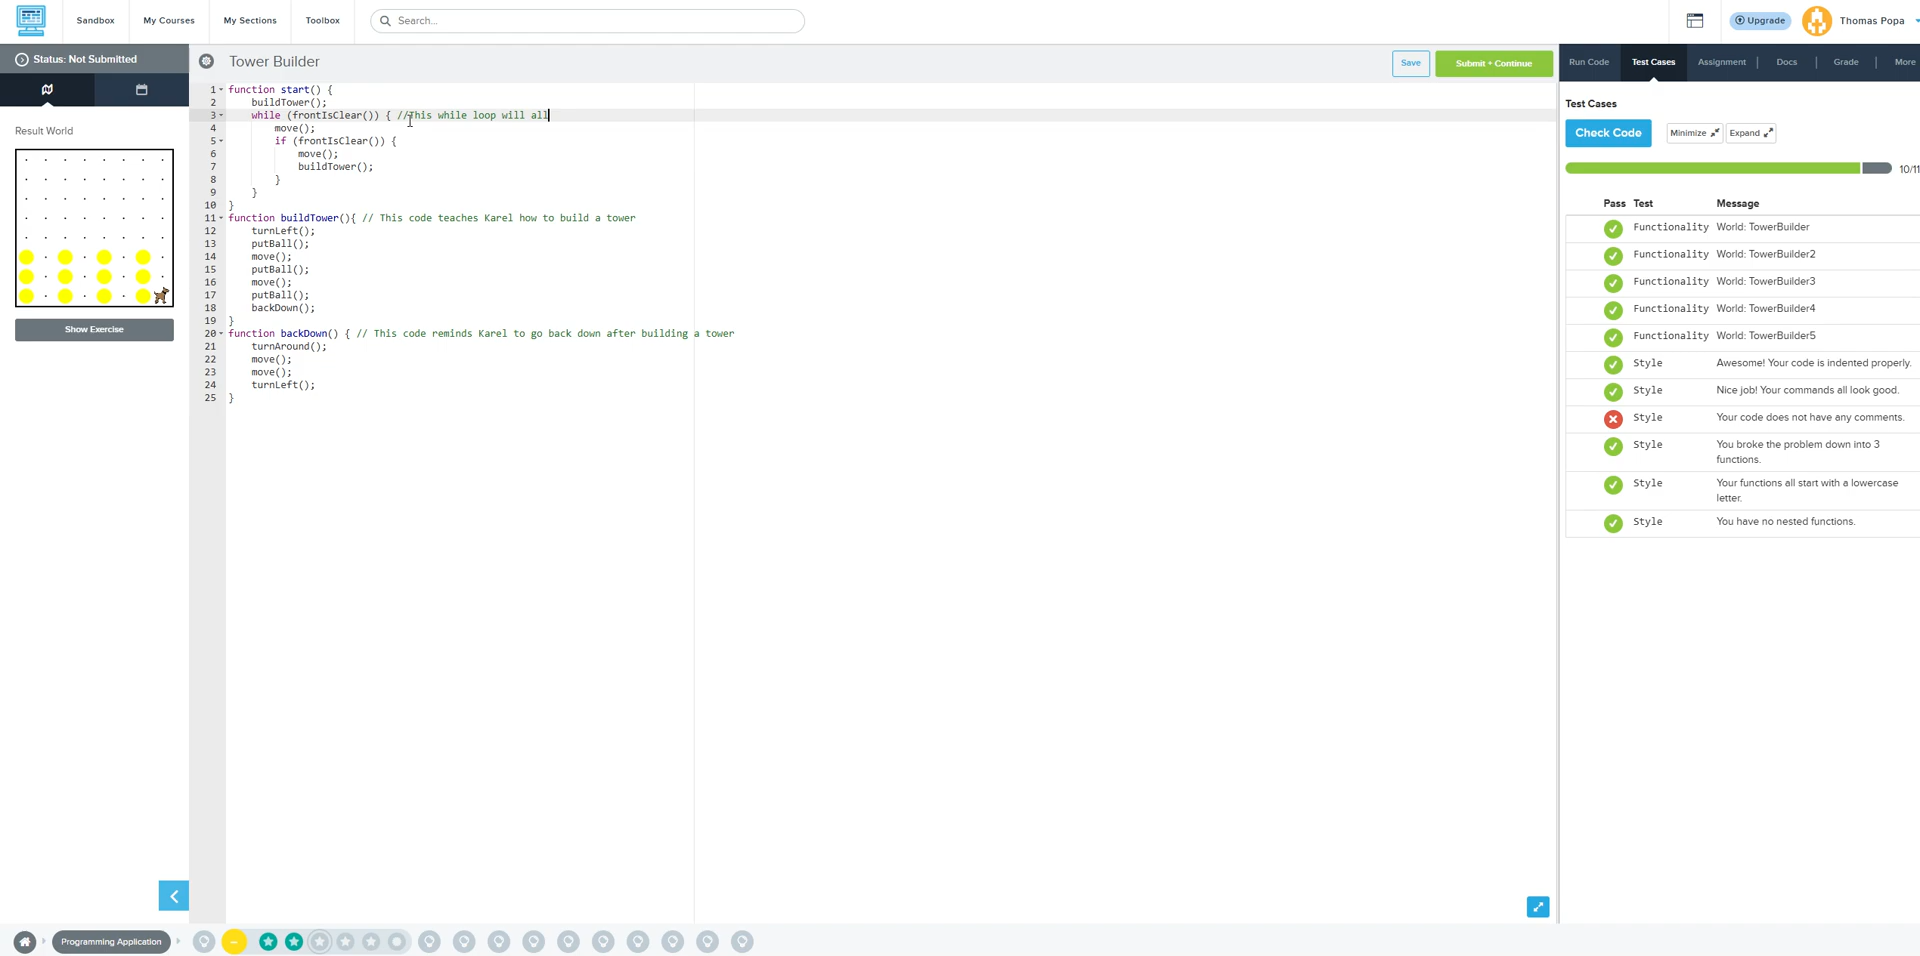 Sandbox
My Courses
My Sections
Toolbox
Search...
Upgrade
Thomas Popa
Status: Not Submitted
Result World
Show Exercise
Tower Builder
Save
Submit + Continue
1 function start() {
2 buildTower();
3 while (frontIsClear()) { //This while loop will all
4 move();
5 if (frontIsClear()) {
6 move();
7 buildTower();
8 }
9 }
10 }
11 function buildTower(){ // This code teaches Karel how to build a tower
12 turnLeft();
13 putBall();
14 move();
15 putBall();
16 move();
17 putBall();
18 backDown();
19 }
20 function backDown() { // This code reminds Karel to go back down after building a tower
21 turnAround();
22 move();
23 move();
24 turnLeft();
25 }
Run Code
Test Cases
Assignment
Docs
Grade
More
Test Cases
Check Code
Minimize
Expand
10/11
Pass Test Message
Functionality World: TowerBuilder
Functionality World: TowerBuilder2
Functionality World: TowerBuilder3
Functionality World: TowerBuilder4
Functionality World: TowerBuilder5
Style Awesome! Your code is indented properly.
Style Nice job! Your commands all look good.
Style Your code does not have any comments.
Style You broke the problem down into 3
functions.
Style Your functions all start with a lowercase
letter.
Style You have no nested functions.
Programming Application